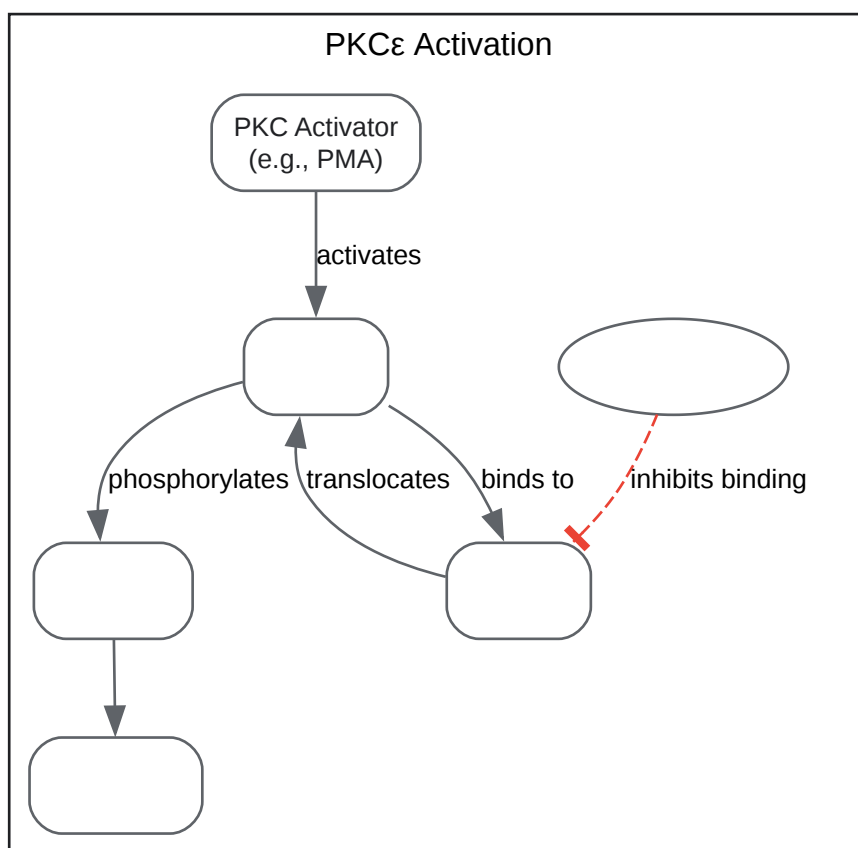 PKCε Activation
PKC Activator
(e.g., PMA)
activates
phosphorylates
translocates
binds to
inhibits binding